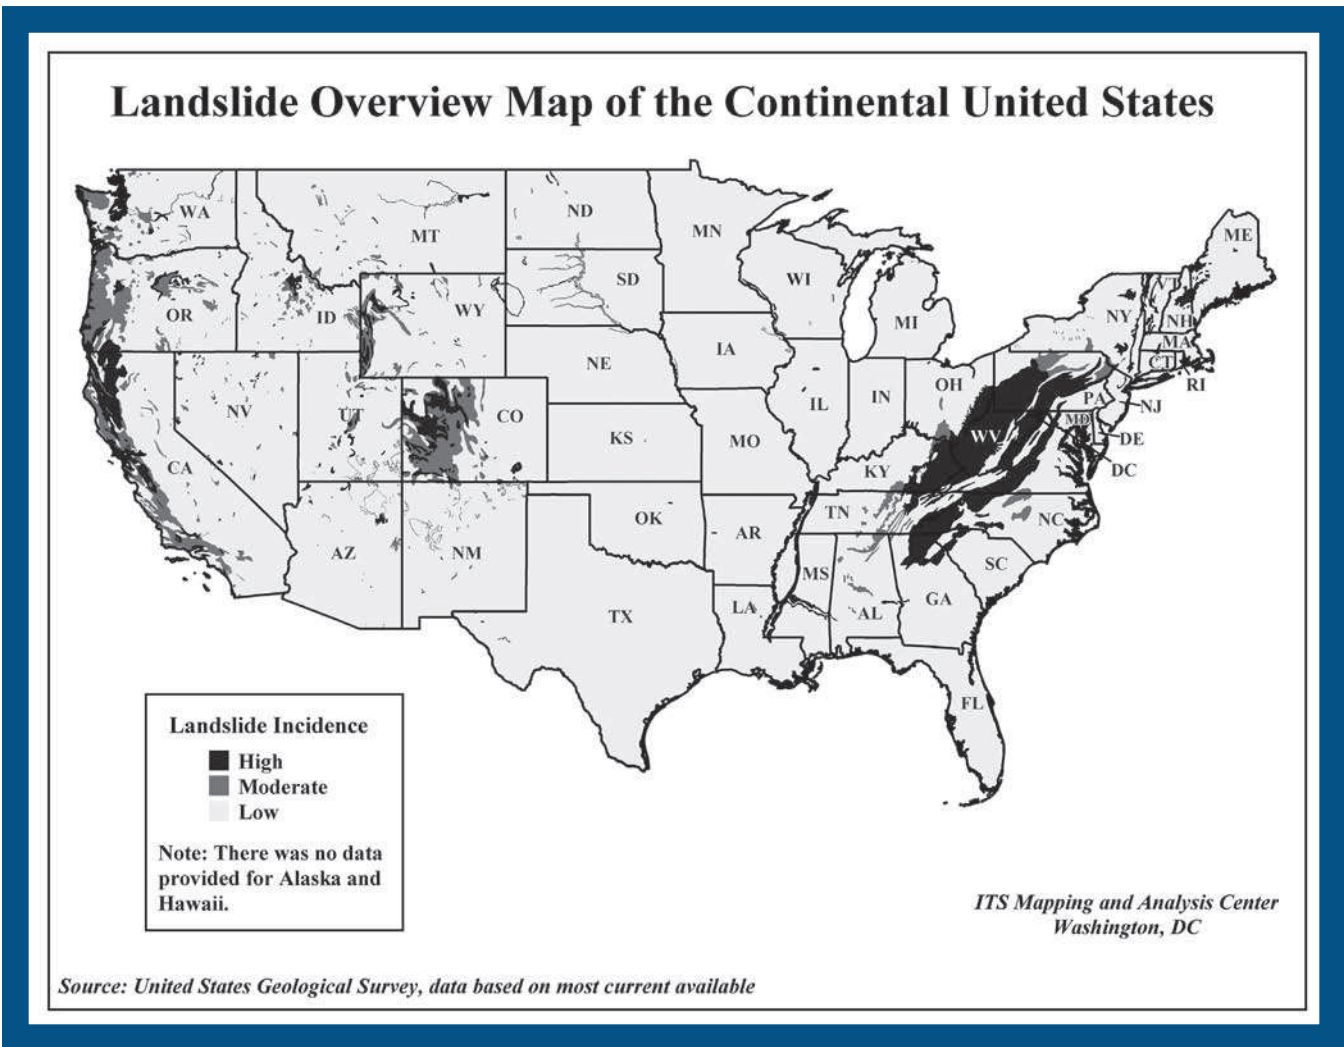 Landslide Overview Map of the Continental United States
WA
MT
ND
MN
ME
SD
WI
VT
OR
ID
WY
MI
NY
NH
MA
NE
IA
CT
RI
NV
UT
CO
IL
IN
OH
PA
NJ
KS
MO
WV
MD
DE
CA
KY
DC
OK
TN
NC
AZ
NM
AR
SC
MS
TX
LA
AL
GA
FL
Landslide Incidence
High
Moderate
Low
Note: There was no data
provided for Alaska and
Hawaii.
ITS Mapping and Analysis Center
Washington, DC
Source: United States Geological Survey, data based on most current available